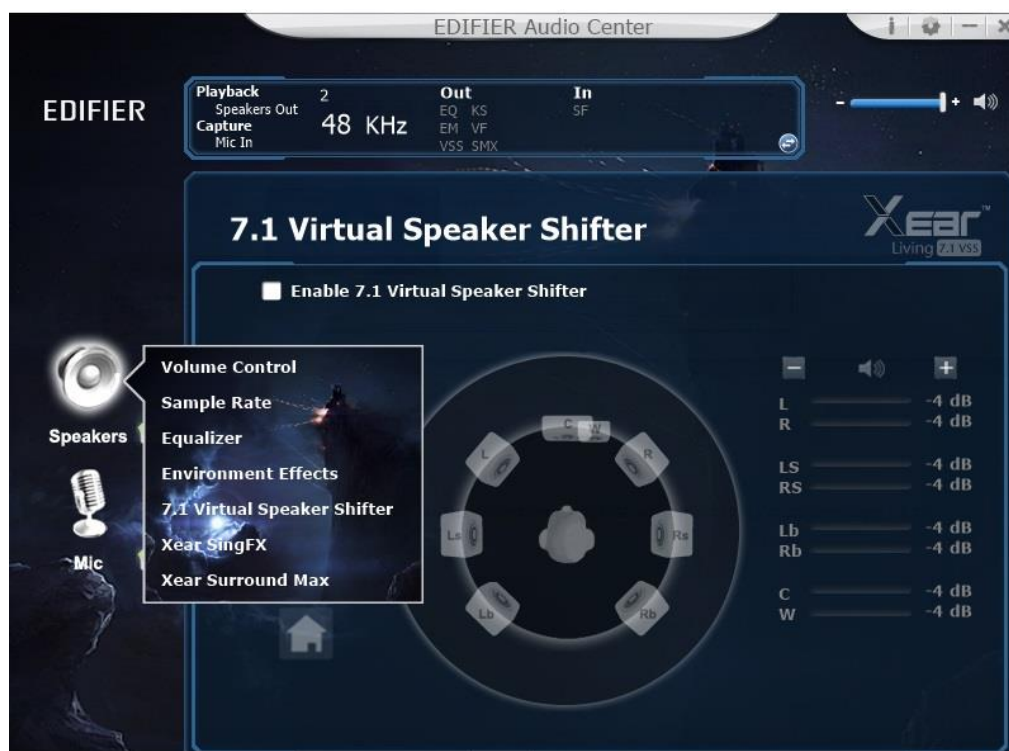 EDIFIER Audio Center
EDIFIER
Playback
Speakers Out
Capture
Mic In
2
48 KHz
Out
EQ KS
EM VF
VSS SMX
In
SF
7.1 Virtual Speaker Shifter
Xear™
Living 7.1 VSS
Enable 7.1 Virtual Speaker Shifter
Speakers
Mic
Volume Control
Sample Rate
Equalizer
Environment Effects
7.1 Virtual Speaker Shifter
Xear SingFX
Xear Surround Max
C W
L R
Ls Rs
Lb Rb
L -4 dB
R -4 dB
LS -4 dB
RS -4 dB
Lb -4 dB
Rb -4 dB
C -4 dB
W -4 dB